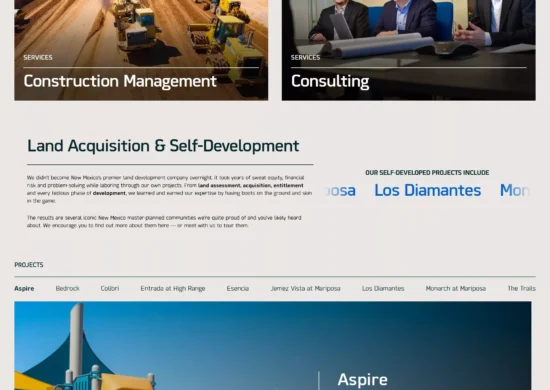 SERVICES
Construction Management
SERVICES
Consulting
Land Acquisition & Self-Development
We didn't become New Mexico's premier land development company overnight. It took years of sweat equity, financial
risk and problem-solving while laboring through our own projects. From land assessment, acquisition, entitlement
and every tedious phase of development, we learned and earned our expertise by having boots on the ground and skin
in the game.
The results are several iconic New Mexico master-planned communities we're quite proud of and you've likely heard
about. We encourage you to find out more about them here — or meet with us to tour them.
OUR SELF-DEVELOPED PROJECTS INCLUDE
osa Los Diamantes Mon
PROJECTS
Aspire Bedrock Colibri Entrada at High Range Esencia Jemez Vista at Mariposa Los Diamantes Monarch at Mariposa The Trails
Aspire